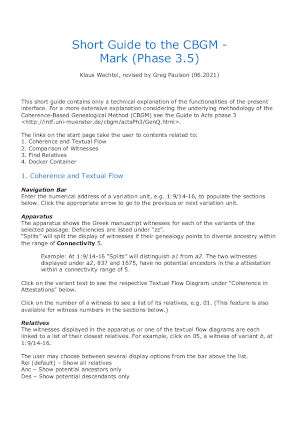 Short Guide to the CBGM -
Mark (Phase 3.5)
Klaus Wachtel, revised by Greg Paulson (06.2021)
This short guide contains only a technical explanation of the functionalities of the present
interface. For a more extensive explanation considering the underlying methodology of the
Coherence-Based Genealogical Method (CBGM) see the Guide to Acts phase 3
<http://intf.uni-muenster.de/cbgm/actsPh3/GenQ.html>.
The links on the start page take the user to contents related to:
1. Coherence and Textual Flow
2. Comparison of Witnesses
3. Find Relatives
4. Docker Container
1. Coherence and Textual Flow
Navigation Bar
Enter the numerical address of a variation unit, e.g. 1:9/14-16, to populate the sections
below. Click the appropriate arrow to go to the previous or next variation unit.
Apparatus
The apparatus shows the Greek manuscript witnesses for each of the variants of the
selected passage. Deficiencies are listed under "zz".
"Splits" will split the display of witnesses if their genealogy points to diverse ancestry within
the range of Connectivity 5.
Example: At 1:9/14-16 "Splits" will distinguish a1 from a2. The two witnesses
displayed under a2, 837 and 1675, have no potential ancestors in the a attestation
within a connectivity range of 5.
Click on the variant text to see the respective Textual Flow Diagram under "Coherence in
Attestations" below.
Click on the number of a witness to see a list of its relatives, e.g. 01. (This feature is also
available for witness numbers in the sections below.)
Relatives
The witnesses displayed in the apparatus or one of the textual flow diagrams are each
linked to a list of their closest relatives. For example, click on 05, a witness of variant b, at
1:9/14-16.
The user may choose between several display options from the bar above the list.
Rel (default) – Show all relatives
Anc – Show potential ancestors only
Des – Show potential descendants only